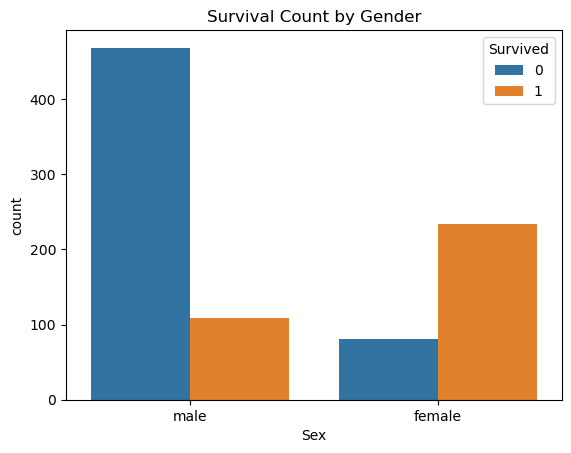 Survival Count by Gender
Survived
0
1
count
400
300
200
100
0
male
female
Sex